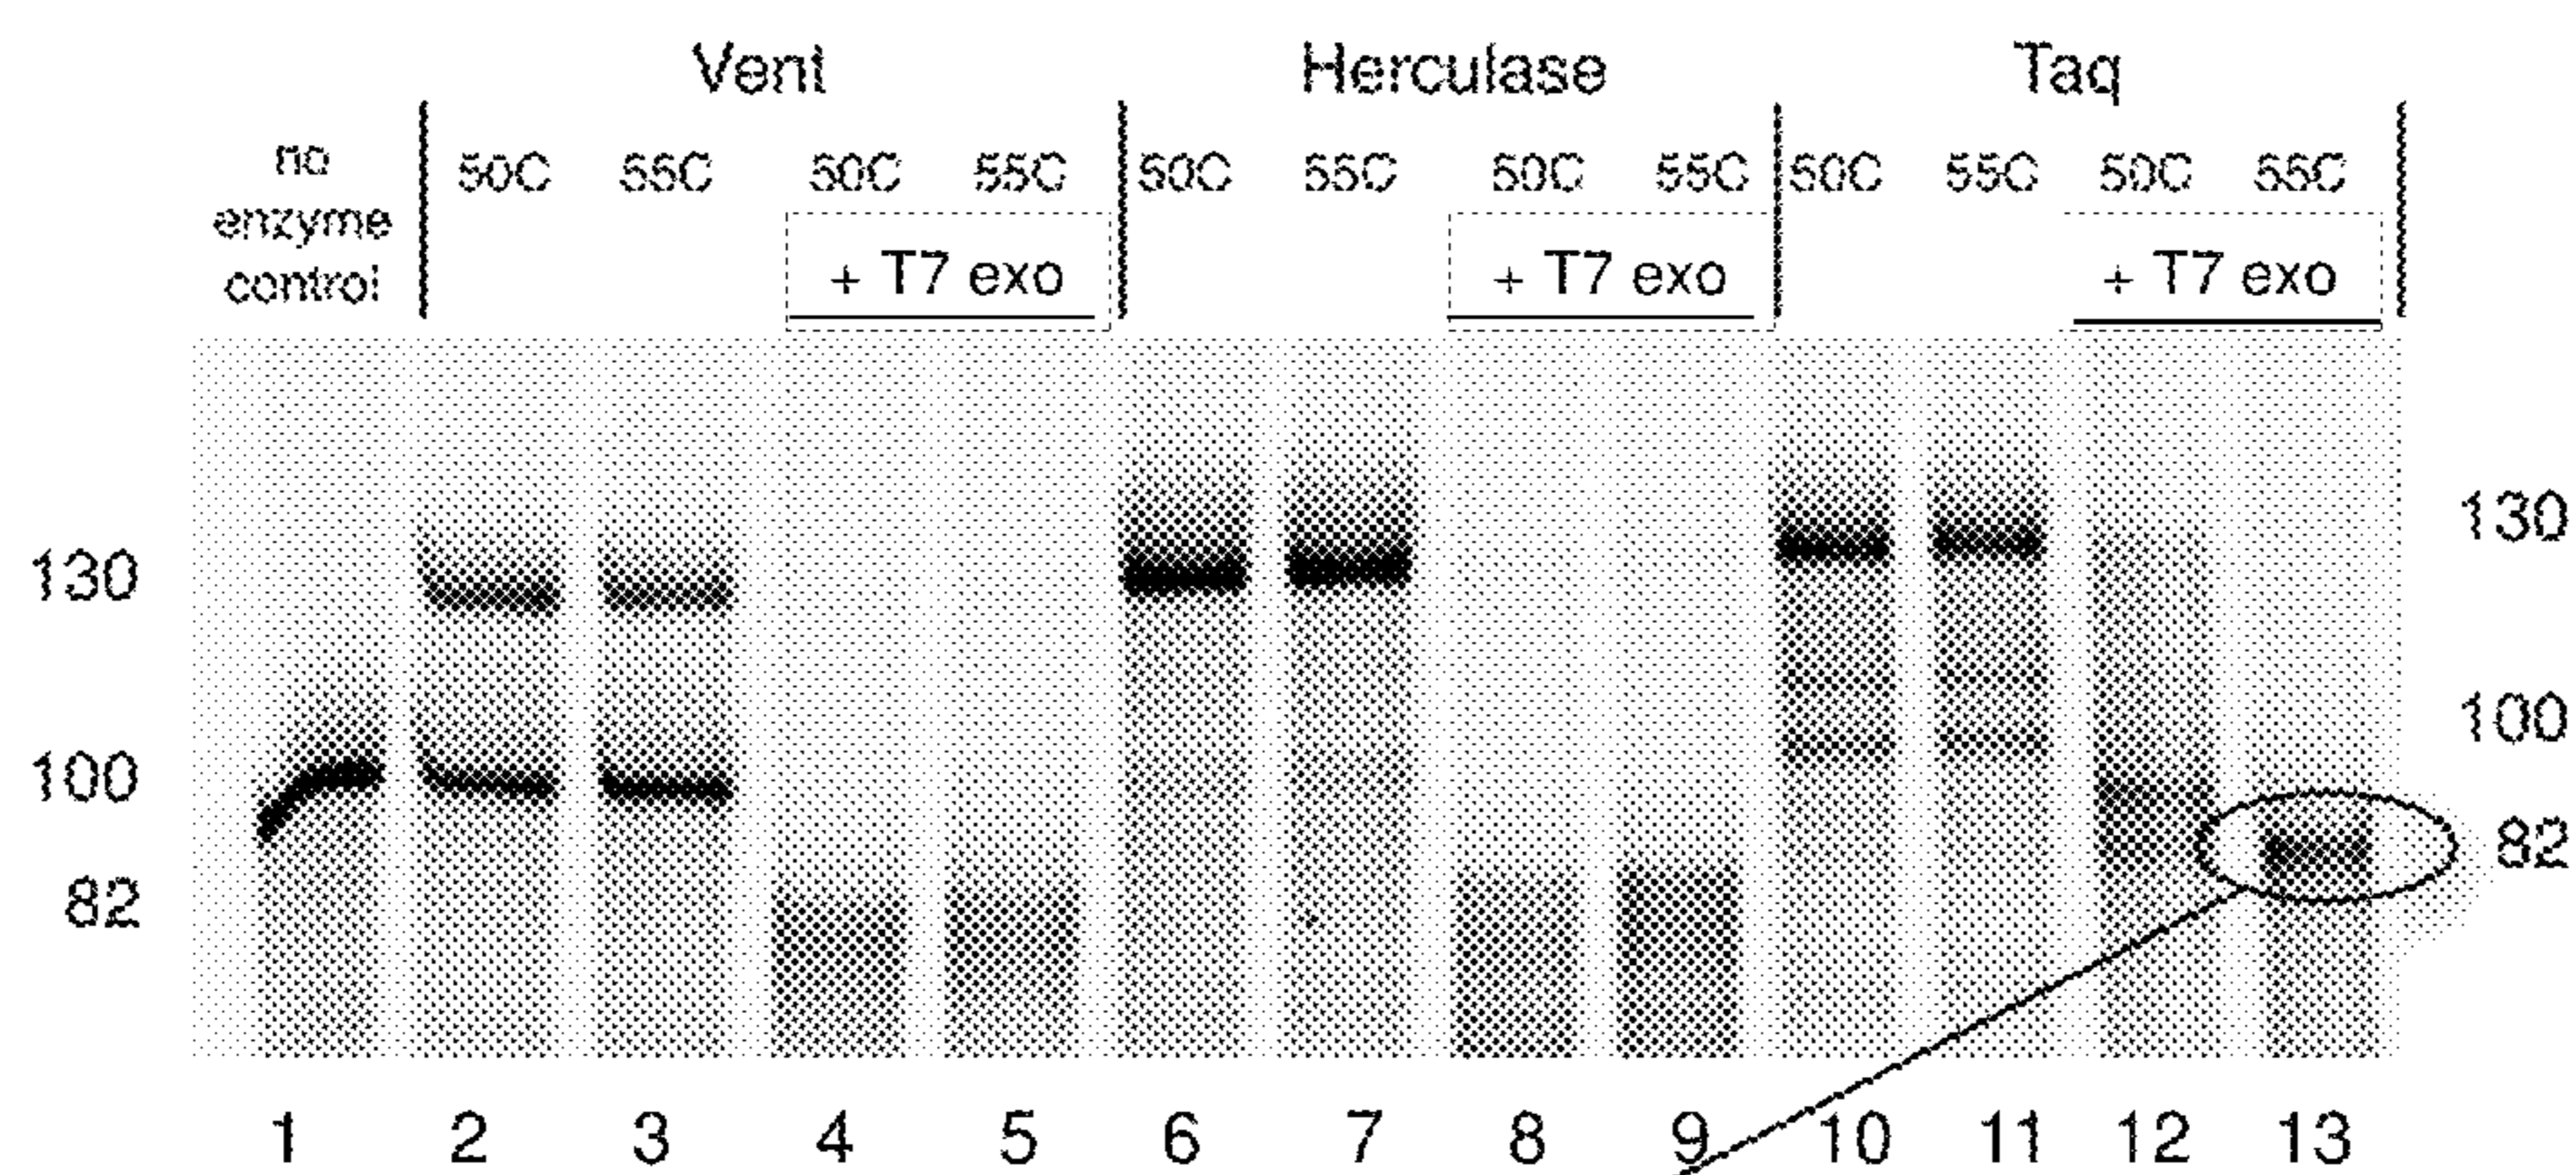 Vent Herculase Taq
no enzyme control 50C 55C 50C 55C 50C 55C 50C 55C 50C 55C 50C 55C
+ T7 exo + T7 exo + T7 exo
130 130
100 100
82 82
1 2 3 4 5 6 7 8 9 10 11 12 13